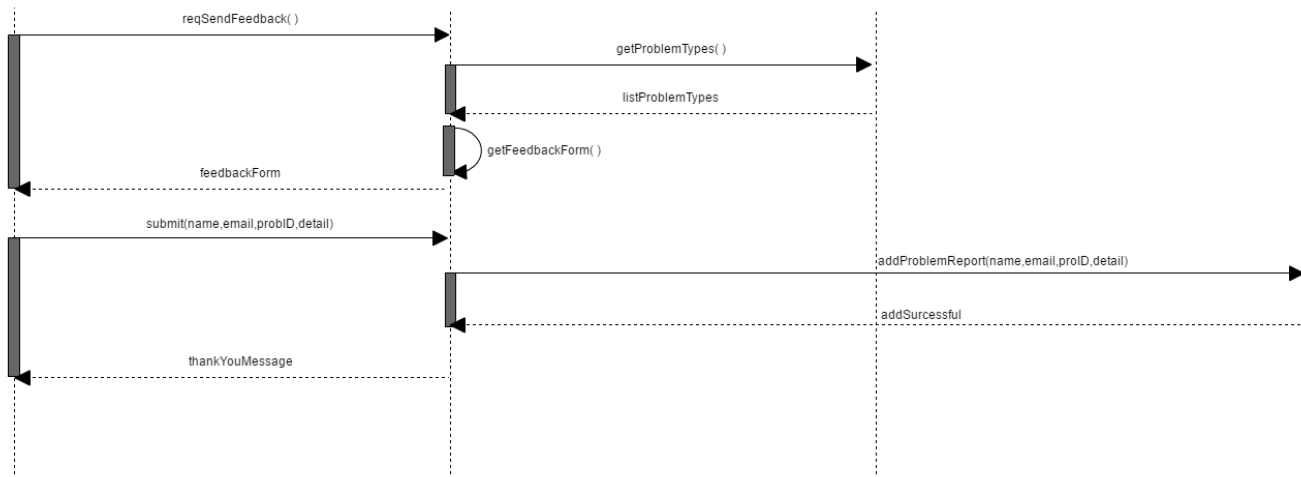 reqSendFeedback( )
getProblemTypes( )
listProblemTypes
getFeedbackForm( )
feedbackForm
submit(name,email,probID,detail)
addProblemReport(name,email,proID,detail)
addSurcessful
thankYouMessage